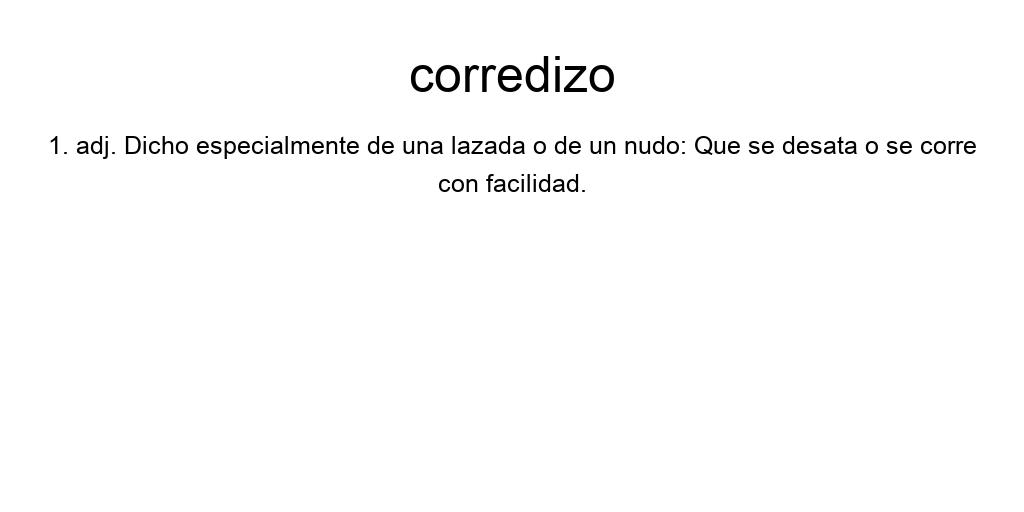 corredizo
1. adj. Dicho especialmente de una lazada o de un nudo: Que se desata o se corre
con facilidad.